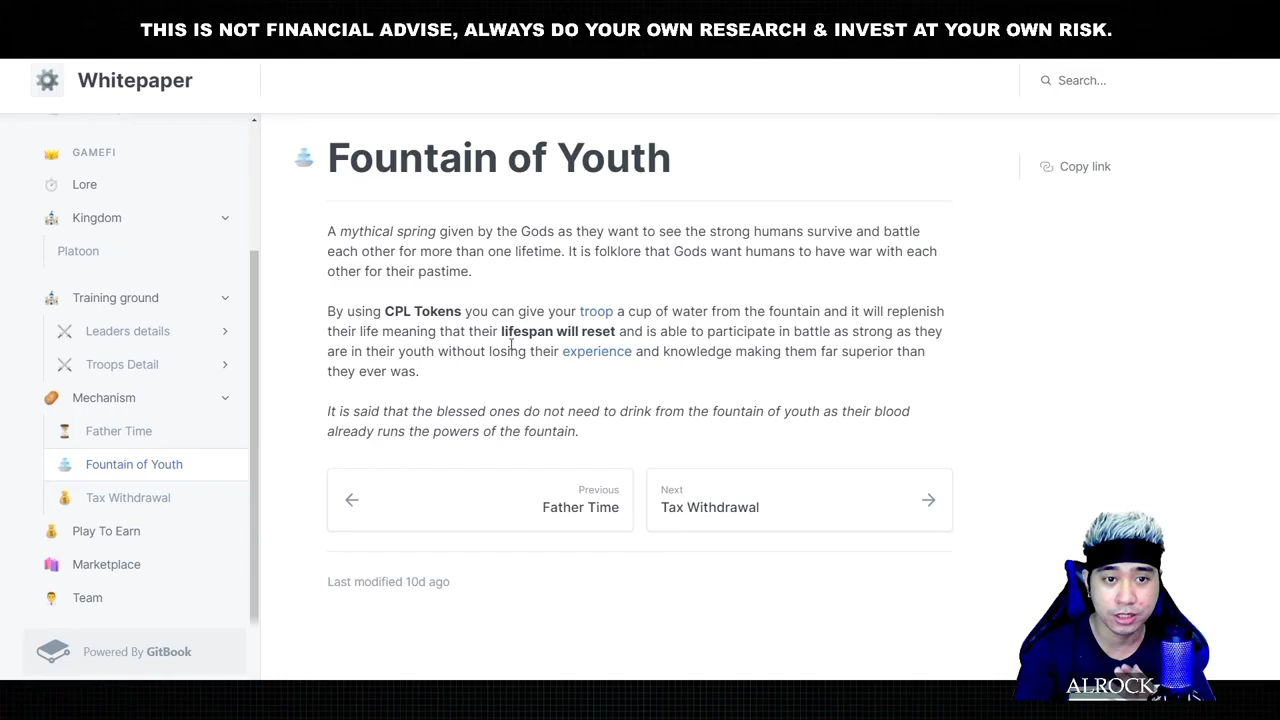 THIS IS NOT FINANCIAL ADVISE, ALWAYS DO YOUR OWN RESEARCH & INVEST AT YOUR OWN RISK.
Whitepaper
Search...
GAMEFI
Lore
Kingdom
Platoon
Training ground
Leaders details
Troops Detail
Mechanism
Father Time
Fountain of Youth
Tax Withdrawal
Play To Earn
Marketplace
Team
Powered By GitBook
Fountain of Youth
Copy link
A mythical spring given by the Gods as they want to see the strong humans survive and battle
each other for more than one lifetime. It is folklore that Gods want humans to have war with each
other for their pastime.
By using CPL Tokens you can give your troop a cup of water from the fountain and it will replenish
their life meaning that their lifespan will reset and is able to participate in battle as strong as they
are in their youth without losing their experience and knowledge making them far superior than
they ever was.
It is said that the blessed ones do not need to drink from the fountain of youth as their blood
already runs the powers of the fountain.
Previous
Father Time
Next
Tax Withdrawal
Last modified 10d ago
ALROCK